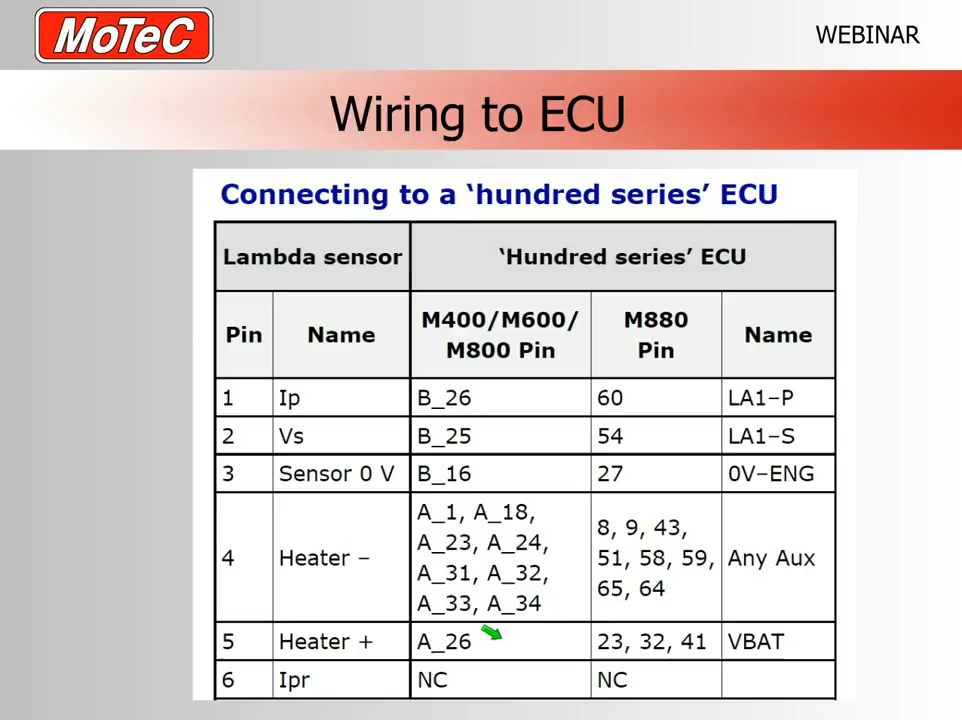 MoTeC
WEBINAR
Wiring to ECU
Connecting to a ‘hundred series’ ECU
Lambda sensor ‘Hundred series’ ECU
Pin Name M400/M600/ M800 Pin M880 Pin Name
1 Ip B_26 60 LA1–P
2 Vs B_25 54 LA1–S
3 Sensor 0 V B_16 27 0V–ENG
4 Heater – A_1, A_18, A_23, A_24, A_31, A_32, A_33, A_34 8, 9, 43, 51, 58, 59, 65, 64 Any Aux
5 Heater + A_26 23, 32, 41 VBAT
6 Ipr NC NC